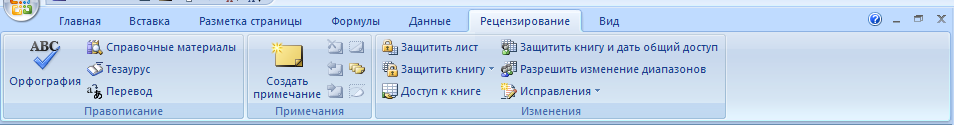 Главная Вставка Разметка страницы Формулы Данные Рецензирование Вид
ABC Справочные материалы Защитить лист Защитить книгу и дать общий доступ
Орфография Тезаурус Создать примечание Защитить книгу Разрешить изменение диапазонов
Перевод Доступ к книге Исправления
Правописание Примечания Изменения